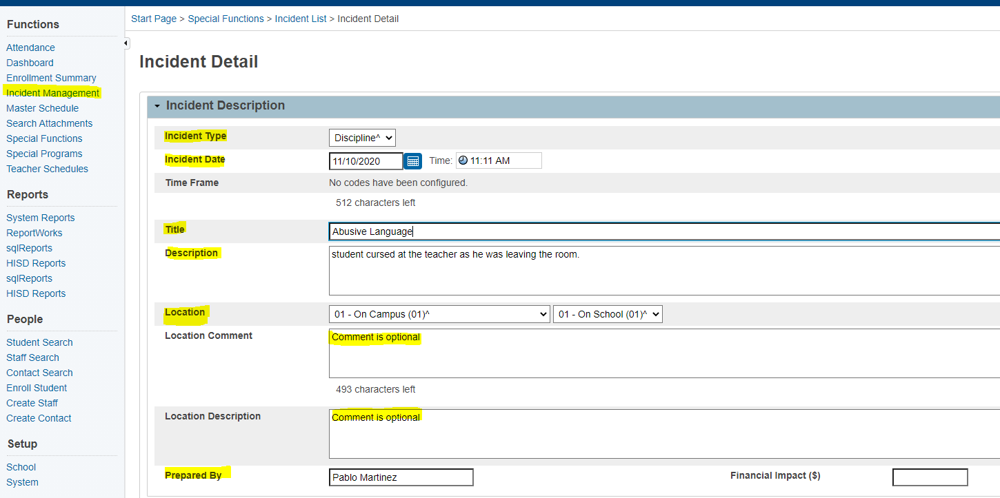 Start Page > Special Functions > Incident List > Incident Detail
Functions
Attendance
Dashboard
Enrollment Summary
Incident Management
Master Schedule
Search Attachments
Special Functions
Special Programs
Teacher Schedules
Reports
System Reports
ReportWorks
sqlReports
HISD Reports
sqlReports
HISD Reports
People
Student Search
Staff Search
Contact Search
Enroll Student
Create Staff
Create Contact
Setup
School
System
Incident Detail
Incident Description
Incident Type Discipline^
Incident Date 11/10/2020 Time: 11:11 AM
Time Frame No codes have been configured.
512 characters left
Title Abusive Language
Description student cursed at the teacher as he was leaving the room.
Location 01 - On Campus (01)^ 01 - On School (01)^
Location Comment Comment is optional
493 characters left
Location Description Comment is optional
Prepared By Pablo Martinez Financial Impact ($)